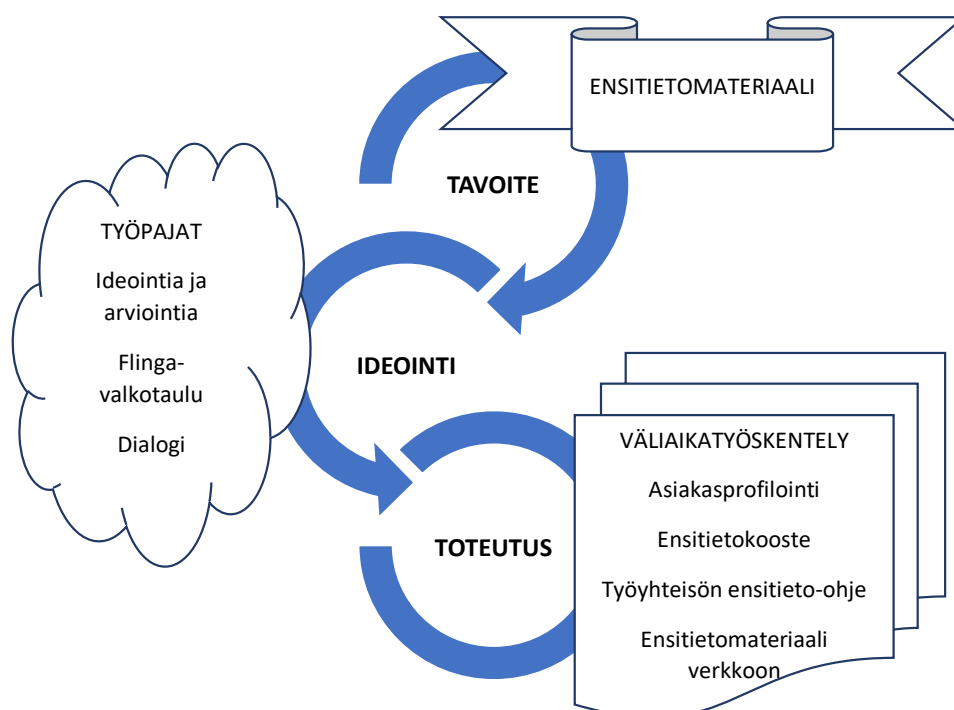 ENSITIETOMATERIAALI
TAVOITE
TYÖPAJAT
Ideointia ja
arviointia
Flinga-
valkotaulu
Dialogi
IDEOINTI
TOTEUTUS
VÄLIAIKATYÖSKENTELY
Asiakasprofilointi
Ensitietokooste
Työyhteisön ensitieto-ohje
Ensitietomateriaali
verkkoon